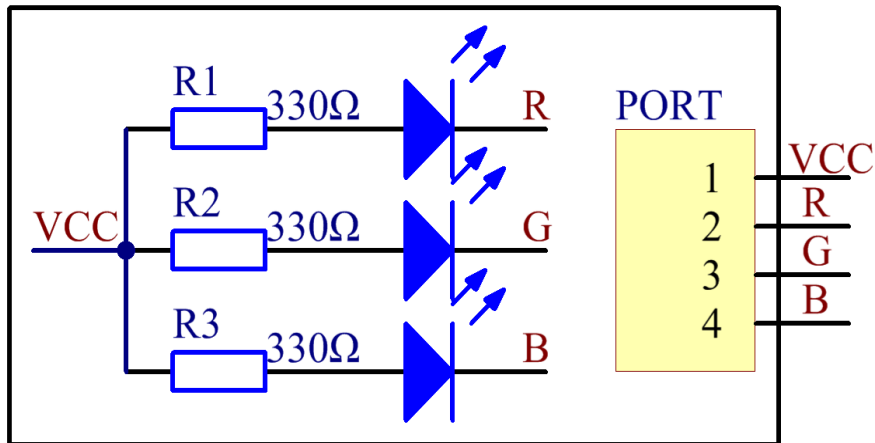 R1 330Ω R
VCC R2 330Ω G
R3 330Ω B
PORT
1 VCC
2 R
3 G
4 B